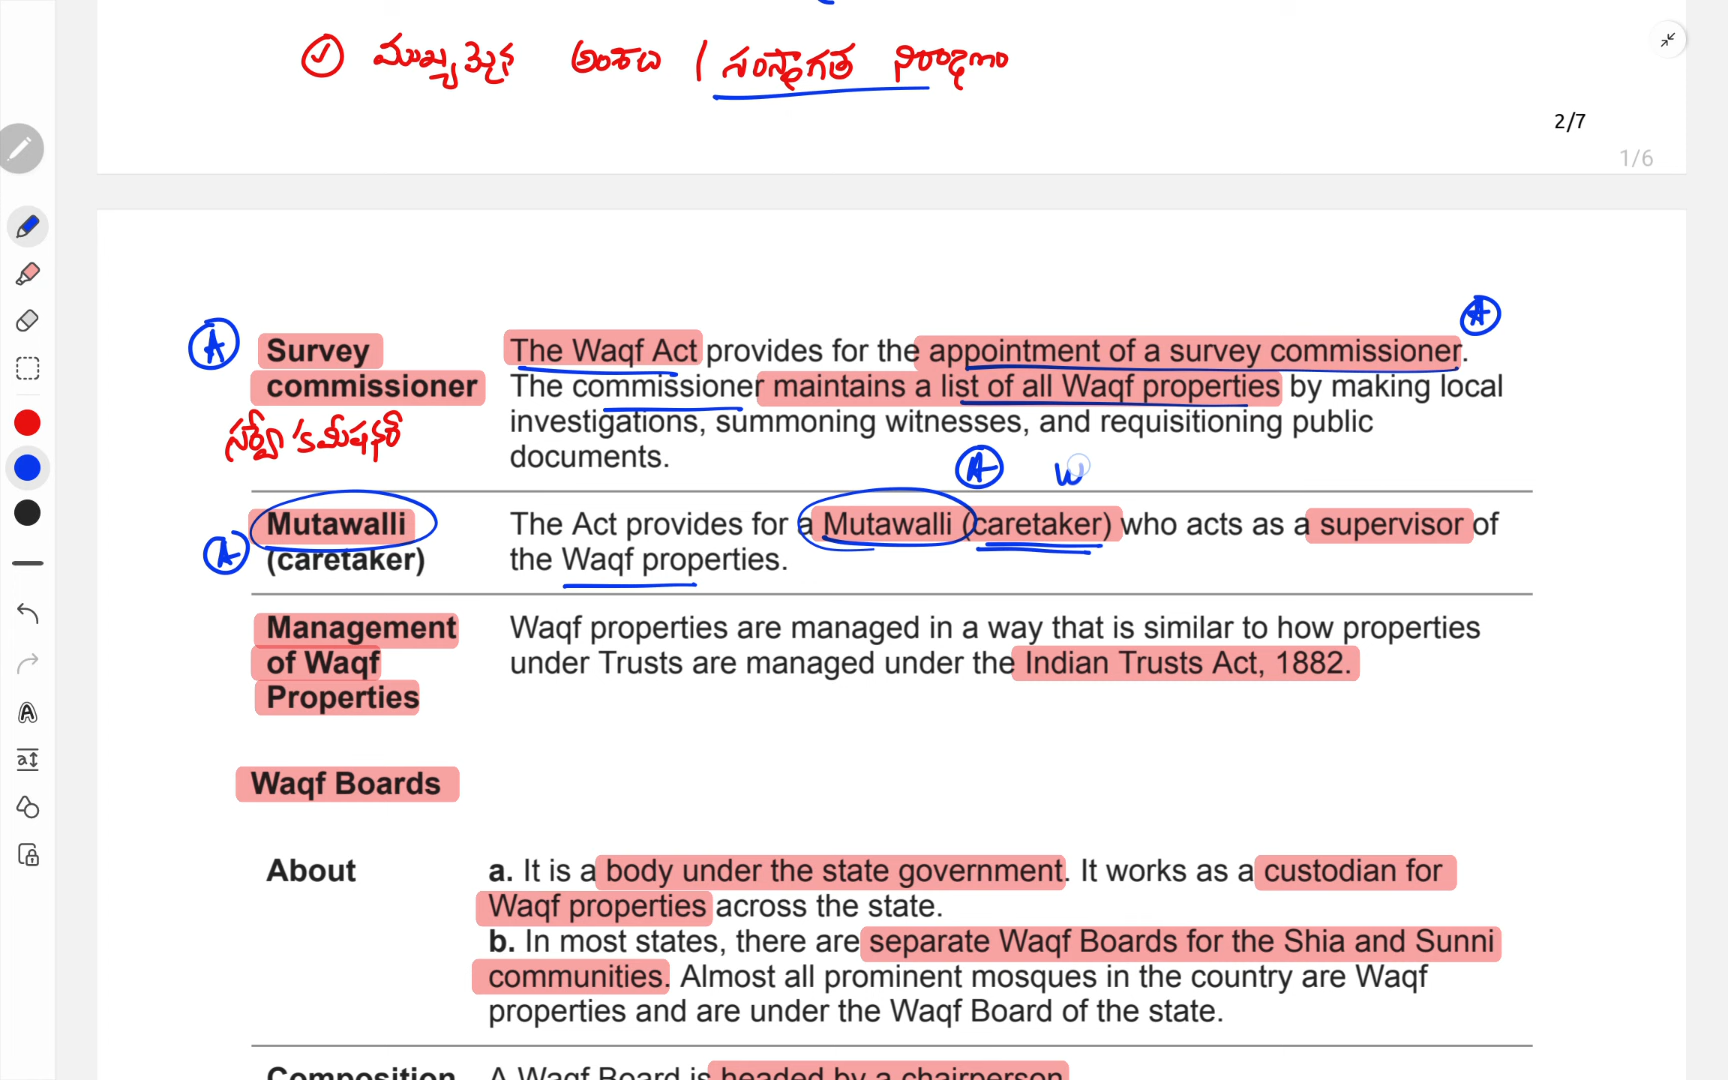 ముఖ్యమైన అంశాలు / సంస్థాగత నిర్మాణం
2/7
1/6
Survey commissioner
సర్వే కమీషనర్
The Waqf Act provides for the appointment of a survey commissioner.
The commissioner maintains a list of all Waqf properties by making local
investigations, summoning witnesses, and requisitioning public
documents.
W
Mutawalli
(caretaker)
The Act provides for a Mutawalli (caretaker) who acts as a supervisor of
the Waqf properties.
Management
of Waqf
Properties
Waqf properties are managed in a way that is similar to how properties
under Trusts are managed under the Indian Trusts Act, 1882.
Waqf Boards
About
a. It is a body under the state government. It works as a custodian for
Waqf properties across the state.
b. In most states, there are separate Waqf Boards for the Shia and Sunni
communities. Almost all prominent mosques in the country are Waqf
properties and are under the Waqf Board of the state.
Composition
A Waqf Board is headed by a chairperson